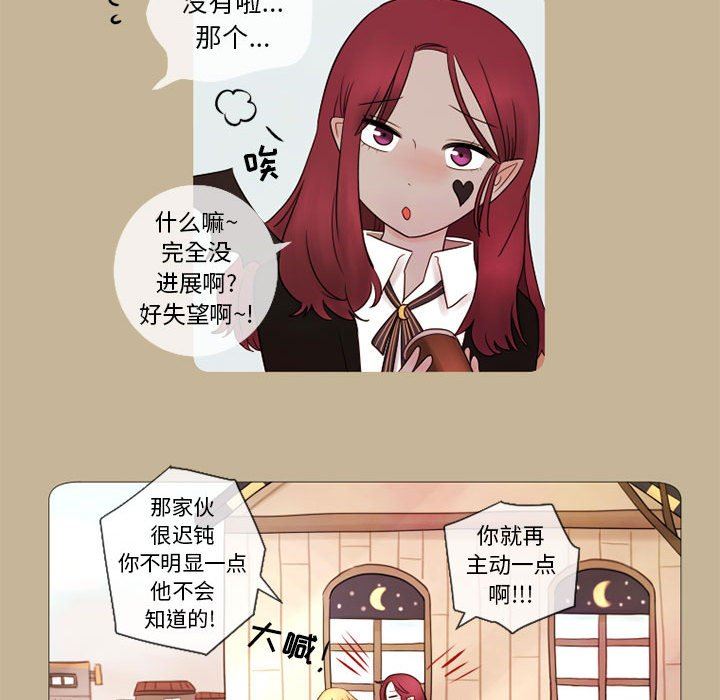 没有啦...
那个...
唉
什么嘛~
完全没
进展啊?
好失望啊~!
那家伙
很迟钝
你不明显一点
他不会
知道的!
你就再
主动一点
啊!!!
大喊!